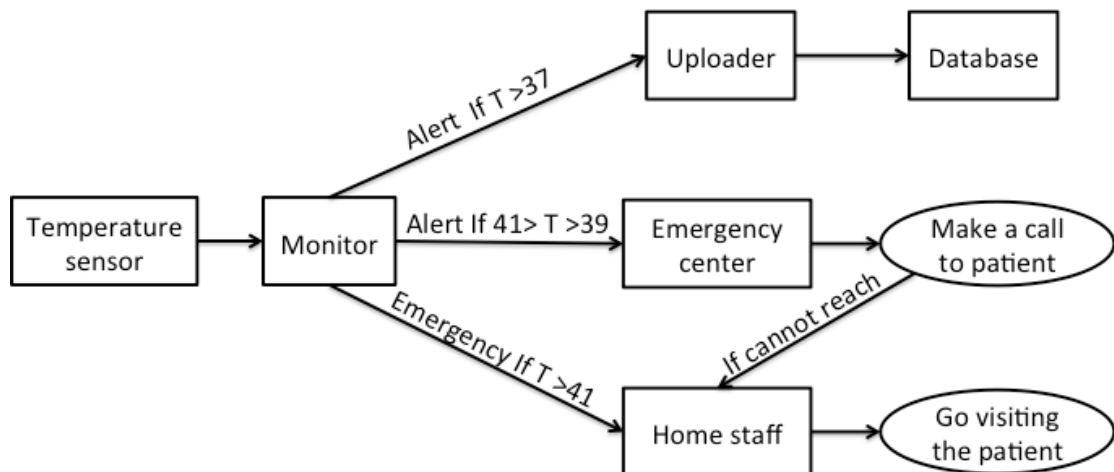 Uploader
Database
Alert  If T >37
Temperature
sensor
Monitor
Alert If 41> T >39
Emergency
center
Make a call
to patient
Emergency If T >41
If cannot reach
Home staff
Go visiting
the patient